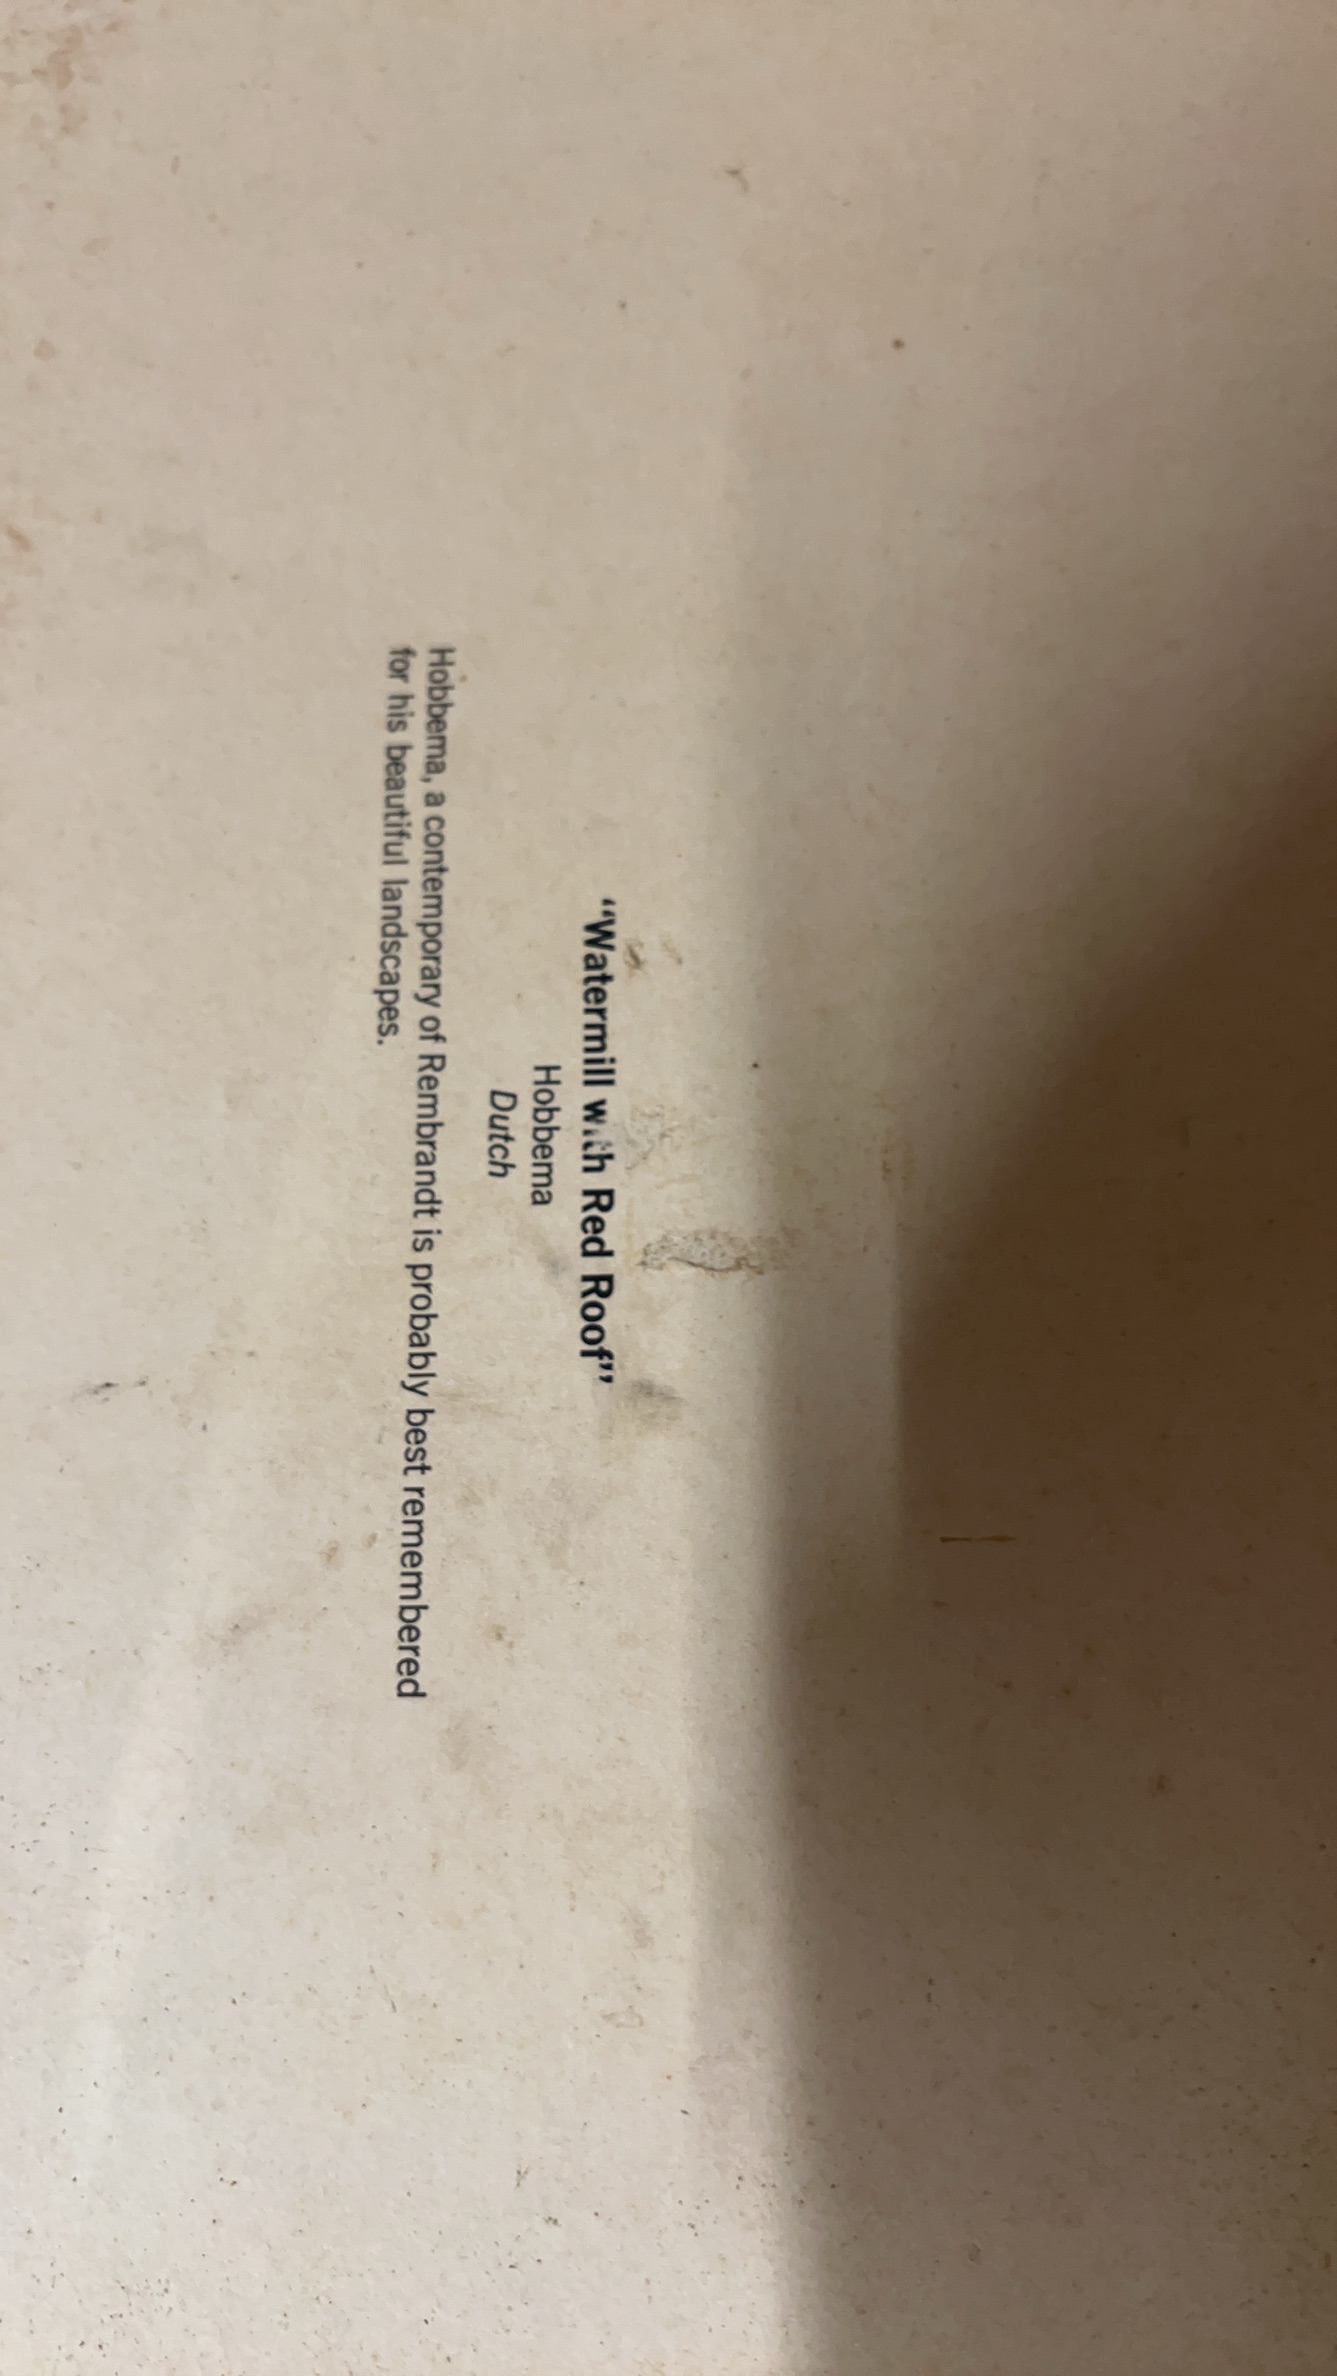 “Watermill with Red Roof”
Hobbema
Dutch
Hobbema, a contemporary of Rembrandt is probably best remembered
for his beautiful landscapes.